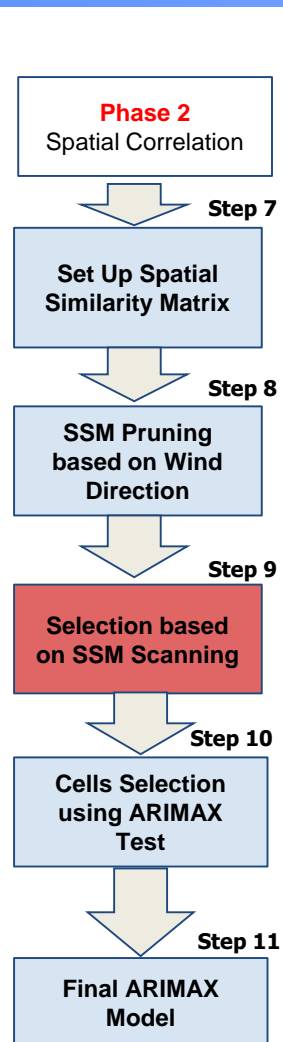 Phase 2
Spatial Correlation
Step 7
Set Up Spatial
Similarity Matrix
Step 8
SSM Pruning
based on Wind
Direction
Step 9
Selection based
on SSM Scanning
Step 10
Cells Selection
using ARIMAX
Test
Step 11
Final ARIMAX
Model